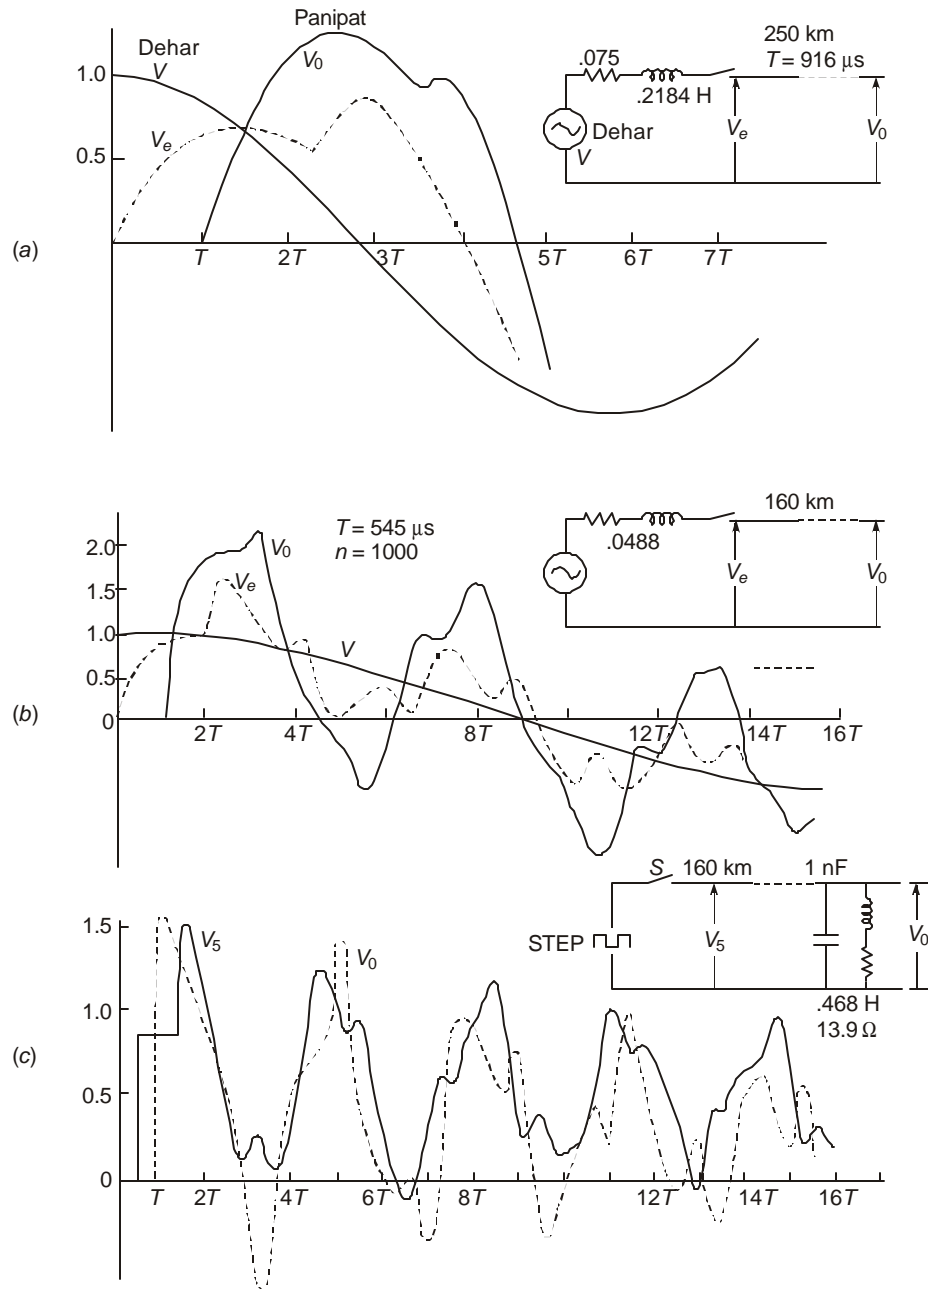 Panipat
Dehar
V
V0
250 km
T = 916 μs
.075
.2184 H
Dehar
V
Ve
V0
1.0
Ve
0.5
(a)
T 2T 3T 5T 6T 7T
160 km
T = 545 μs
n = 1000
.0488
Ve
V0
2.0
V0
1.5
Ve
1.0
V
0.5
(b)
0
2T 4T 8T 12T 14T 16T
S 160 km 1 nF
STEP
V5
V0
.468 H
13.9 Ω
1.5
V5
V0
1.0
(c)
0.5
0
T 2T 4T 6T 8T 12T 14T 16T